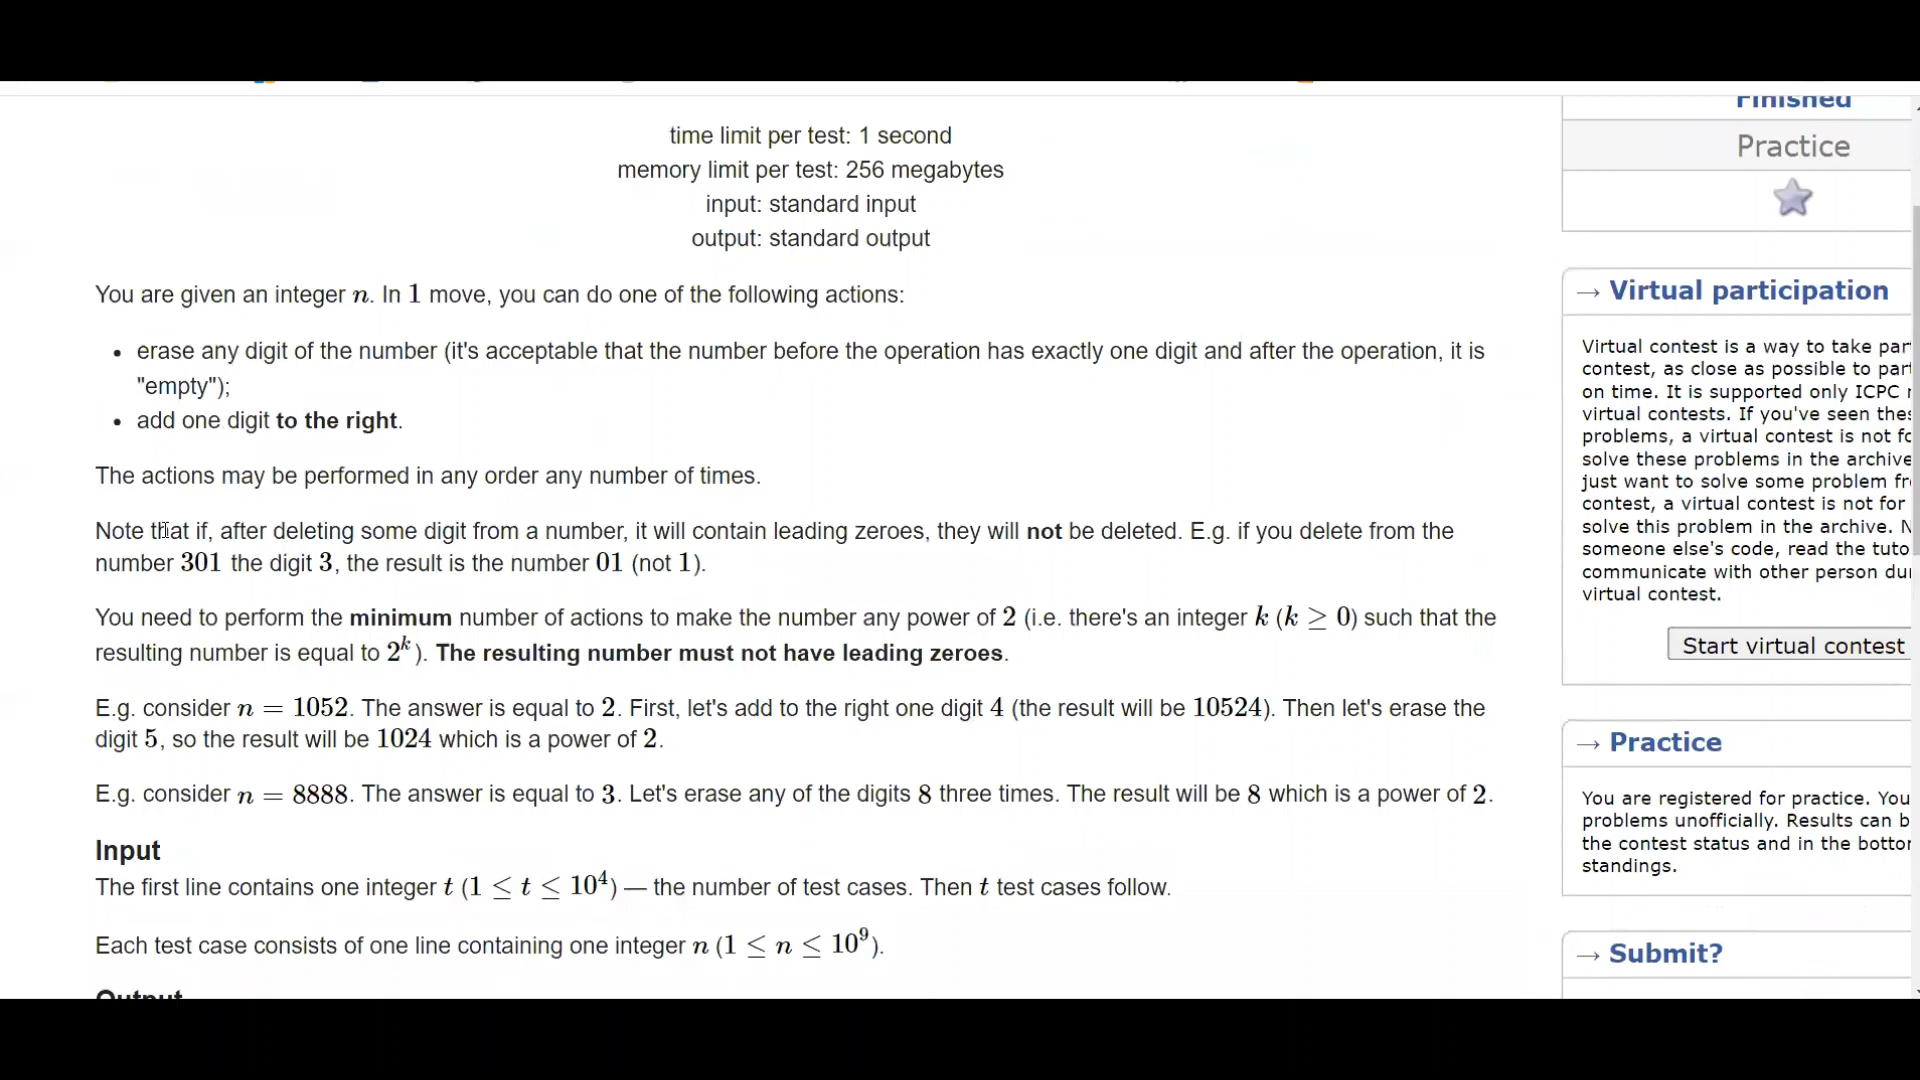 Finished
Practice
time limit per test: 1 second
memory limit per test: 256 megabytes
input: standard input
output: standard output
You are given an integer n. In 1 move, you can do one of the following actions:
• erase any digit of the number (it's acceptable that the number before the operation has exactly one digit and after the operation, it is
"empty");
• add one digit to the right.
The actions may be performed in any order any number of times.
Note that if, after deleting some digit from a number, it will contain leading zeroes, they will not be deleted. E.g. if you delete from the
number 301 the digit 3, the result is the number 01 (not 1).
You need to perform the minimum number of actions to make the number any power of 2 (i.e. there's an integer k (k ≥ 0) such that the
resulting number is equal to 2^k). The resulting number must not have leading zeroes.
E.g. consider n = 1052. The answer is equal to 2. First, let's add to the right one digit 4 (the result will be 10524). Then let's erase the
digit 5, so the result will be 1024 which is a power of 2.
E.g. consider n = 8888. The answer is equal to 3. Let's erase any of the digits 8 three times. The result will be 8 which is a power of 2.
Input
The first line contains one integer t (1 ≤ t ≤ 10^4) — the number of test cases. Then t test cases follow.
Each test case consists of one line containing one integer n (1 ≤ n ≤ 10^9).
Output
→ Virtual participation
Virtual contest is a way to take par
contest, as close as possible to par
on time. It is supported only ICPC
virtual contests. If you've seen the
problems, a virtual contest is not fo
solve these problems in the archive
just want to solve some problem fr
contest, a virtual contest is not for
solve this problem in the archive. N
someone else's code, read the tuto
communicate with other person du
virtual contest.
Start virtual contest
→ Practice
You are registered for practice. You
problems unofficially. Results can b
the contest status and in the bottor
standings.
→ Submit?